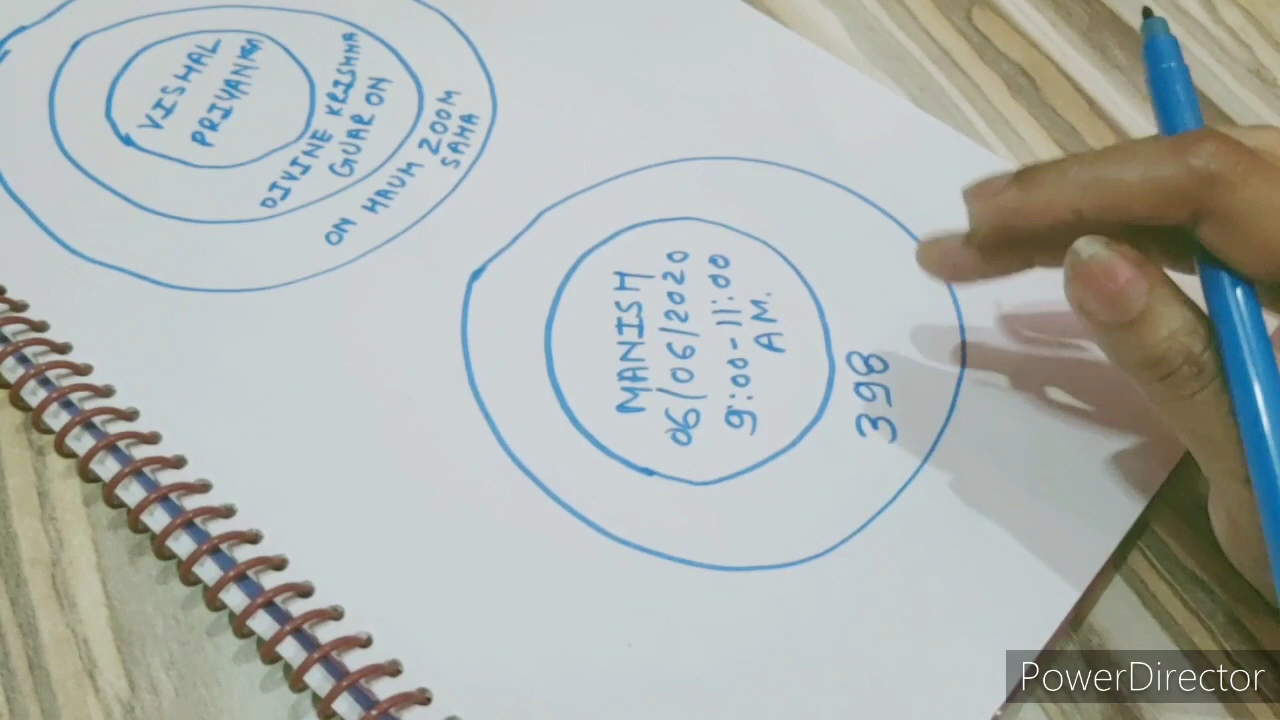 VISHAL
PRIYANKA
DIVINE KRISHNA
GUAR ON
ON HAUM ZOOM
SAHA
MANISH
06/06/2020
9:00-11:00
AM.
398
PowerDirector